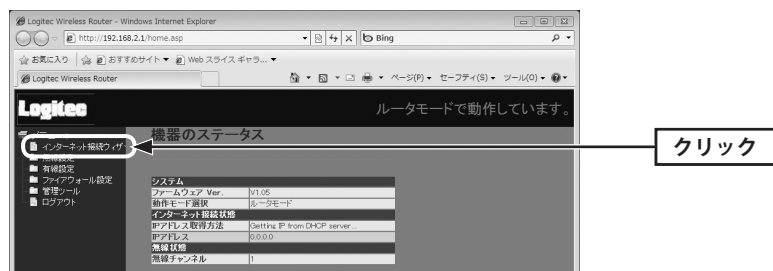 Logitec Wireless Router - Windows Internet Explorer
http://192.168.2.1/home.asp
Bing
お気に入り おすすめサイト Web スライス ギャラ...
Logitec Wireless Router
ページ(P) セーフティ(S) ツール(O)
Logitec
ルータモードで動作しています。
機器のステータス
インターネット接続ウィザ
クリック
有線設定
ファイアウォール設定
管理ツール
ログアウト
システム
ファームウェア Ver. V1.05
動作モード選択 ルータモード
インターネット接続状態
IPアドレス取得方法 Getting IP from DHCP server...
IPアドレス 0.0.0.0
無線状態
無線チャンネル 1